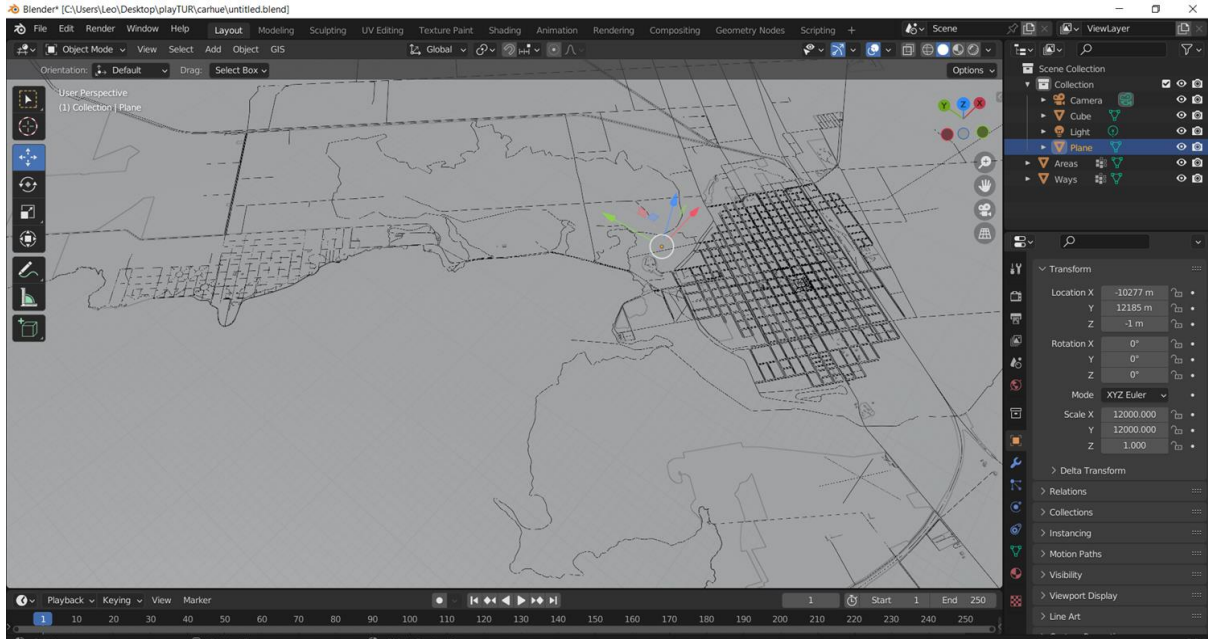 Blender* [C:\Users\Leo\Desktop\playTUR\carhue\untitled.blend]
File Edit Render Window Help Layout Modeling Sculpting UV Editing Texture Paint Shading Animation Rendering Compositing Geometry Nodes Scripting + Scene ViewLayer
Object Mode View Select Add Object GIS Global
Orientation: Default Drag: Select Box Options
User Perspective
(1) Collection | Plane
Y Z X
Scene Collection
Collection
Camera
Cube
Light
Plane
Areas
Ways
Transform
Location X -10277 m
Y 12185 m
Z -1 m
Rotation X 0°
Y 0°
Z 0°
Mode XYZ Euler
Scale X 12000.000
Y 12000.000
Z 1.000
Delta Transform
Relations
Collections
Instancing
Motion Paths
Visibility
Viewport Display
Line Art
Playback Keying View Marker 1 Start 1 End 250
1 10 20 30 40 50 60 70 80 90 100 110 120 130 140 150 160 170 180 190 200 210 220 230 240 250